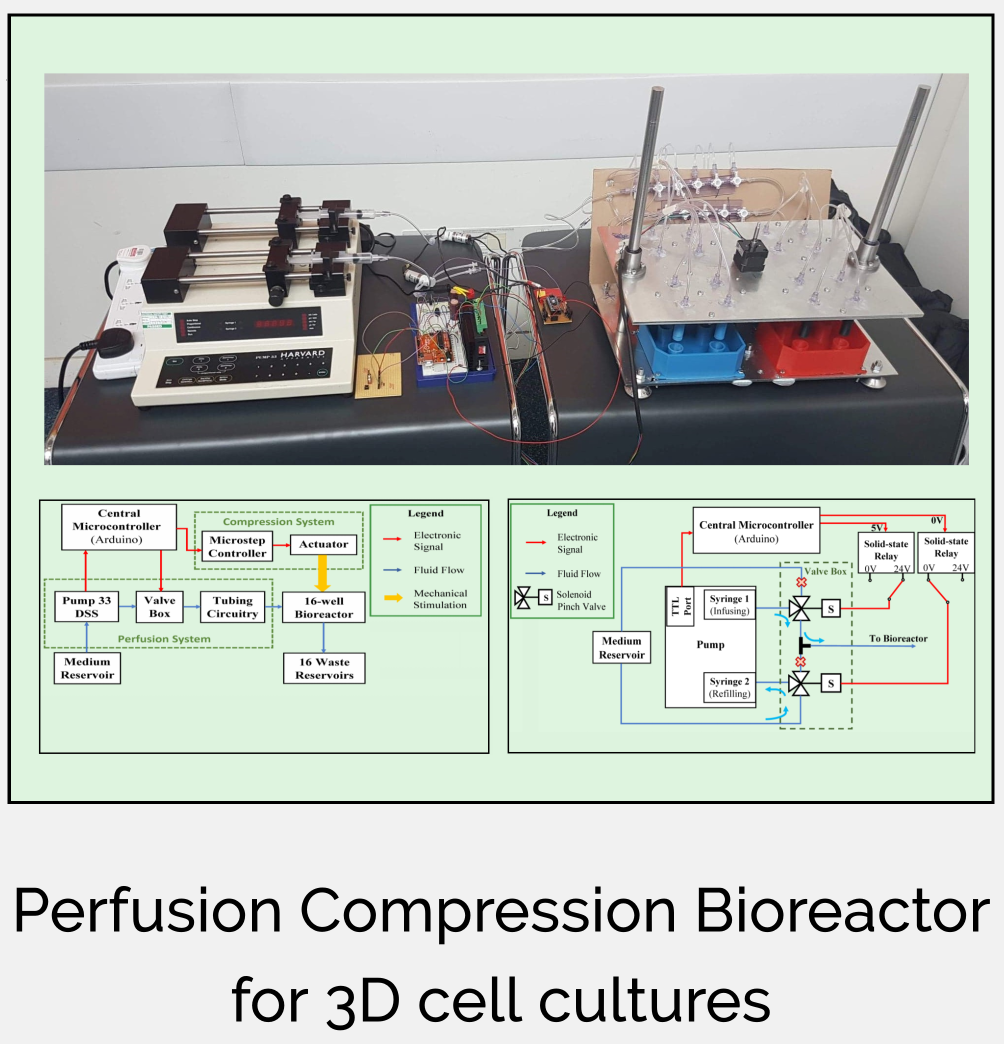 PUMP 33 HARVARD
Central
Microcontroller
(Arduino)
Compression System
Microstep
Controller
Actuator
Pump 33
DSS
Valve
Box
Tubing
Circuitry
16-well
Bioreactor
Perfusion System
Medium
Reservoir
16 Waste
Reservoirs
Legend
Electronic
Signal
Fluid Flow
Mechanical
Stimulation
Legend
Electronic
Signal
Fluid Flow
S
Solenoid
Pinch Valve
Central Microcontroller
(Arduino)
5V
0V
Solid-state
Relay
0V 24V
Solid-state
Relay
0V 24V
Valve Box
TTL
Port
Syringe 1
(Infusing)
S
Medium
Reservoir
Pump
To Bioreactor
Syringe 2
(Refilling)
S
Perfusion Compression Bioreactor
for 3D cell cultures